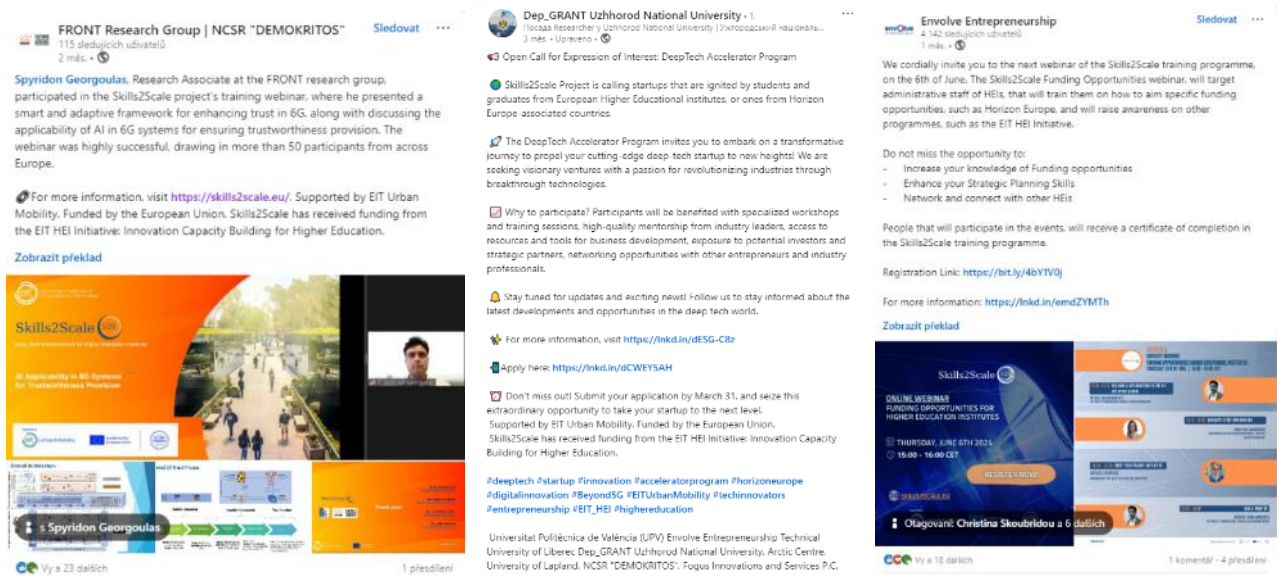 FRONT Research Group | NCSR "DEMOKRITOS"
Sledovat
115 sledujících uživatelů
2 měs. •
Spyridon Georgoulas, Research Associate at the FRONT research group,
participated in the Skills2Scale project's training webinar, where he presented a
smart and adaptive framework for enhancing trust in 6G, along with discussing the
applicability of AI in 6G systems for ensuring trustworthiness provision. The
webinar was highly successful, drawing in more than 50 participants from across
Europe.
For more information, visit https://skills2scale.eu/. Supported by EIT Urban
Mobility. Funded by the European Union. Skills2Scale has received funding from
the EIT HEI Initiative: Innovation Capacity Building for Higher Education.
Zobrazit překlad
Skills2Scale
AI Applicability in 6G Systems
for Trustworthiness Provision
s Spyridon Georgoulas
Vy a 23 dalších
1 přesdílení
Dep_GRANT Uzhhorod National University • 1.
Посада Researcher у Uzhhorod National University | Ужгородський націонал...
3 měs. • Upraveno •
Open Call for Expression of Interest: DeepTech Accelerator Program
Skills2Scale Project is calling startups that are ignited by students and
graduates from European Higher Educational institutes, or ones from Horizon
Europe-associated countries.
The DeepTech Accelerator Program invites you to embark on a transformative
journey to propel your cutting-edge deep-tech startup to new heights! We are
seeking visionary ventures with a passion for revolutionizing industries through
breakthrough technologies.
Why to participate? Participants will be benefited with specialized workshops
and training sessions, high-quality mentorship from industry leaders, access to
resources and tools for business development, exposure to potential investors and
strategic partners, networking opportunities with other entrepreneurs and industry
professionals.
Stay tuned for updates and exciting news! Follow us to stay informed about the
latest developments and opportunities in the deep tech world.
For more information, visit
Apply here: https://lnkd.in/dCWEY5AH
Don't miss out! Submit your application by March 31, and seize this
extraordinary opportunity to take your startup to the next level.
Supported by EIT Urban Mobility. Funded by the European Union.
Skills2Scale has received funding from the EIT HEI Initiative: Innovation Capacity
Building for Higher Education.
#deeptech #startup #innovation #acceleratorprogram #horizoneurope
#digitalinnovation #Beyond5G #EITUrbanMobility #techinnovators
#entrepreneurship #EIT_HEI #highereducation
Universitat Politècnica de València (UPV) Envolve Entrepreneurship Technical
University of Liberec Dep_GRANT Uzhhorod National University, Arctic Centre,
University of Lapland, NCSR "DEMOKRITOS", Fogus Innovations and Services P.C.
Envolve Entrepreneurship
Sledovat
4 142 sledujících uživatelů
1 měs. •
We cordially invite you to the next webinar of the Skills2Scale training programme,
on the 6th of June. The Skills2Scale Funding Opportunities webinar, will target
administrative staff of HEIs, that will train them on how to aim specific funding
opportunities, such as Horizon Europe, and will raise awareness on other
programmes, such as the EIT HEI Initiative.
Do not miss the opportunity to:
- Increase your knowledge of Funding opportunities
- Enhance your Strategic Planning Skills
- Network and connect with other HEIs
People that will participate in the events, will receive a certificate of completion in
the Skills2Scale training programme.
Registration Link: https://bit.ly/4bY1V0j
For more information: https://lnkd.in/emdZYMTh
Zobrazit překlad
Skills2Scale
ONLINE WEBINAR
FUNDING OPPORTUNITIES FOR
HIGHER EDUCATION INSTITUTES
THURSDAY, JUNE 6TH 2024
15:00 - 16:00 CET
REGISTER NOW
SKILLS2SCALE.EU
Otagování: Christina Skoubridou a 6 dalších
Vy a 18 dalších
1 komentář • 4 přesdílení